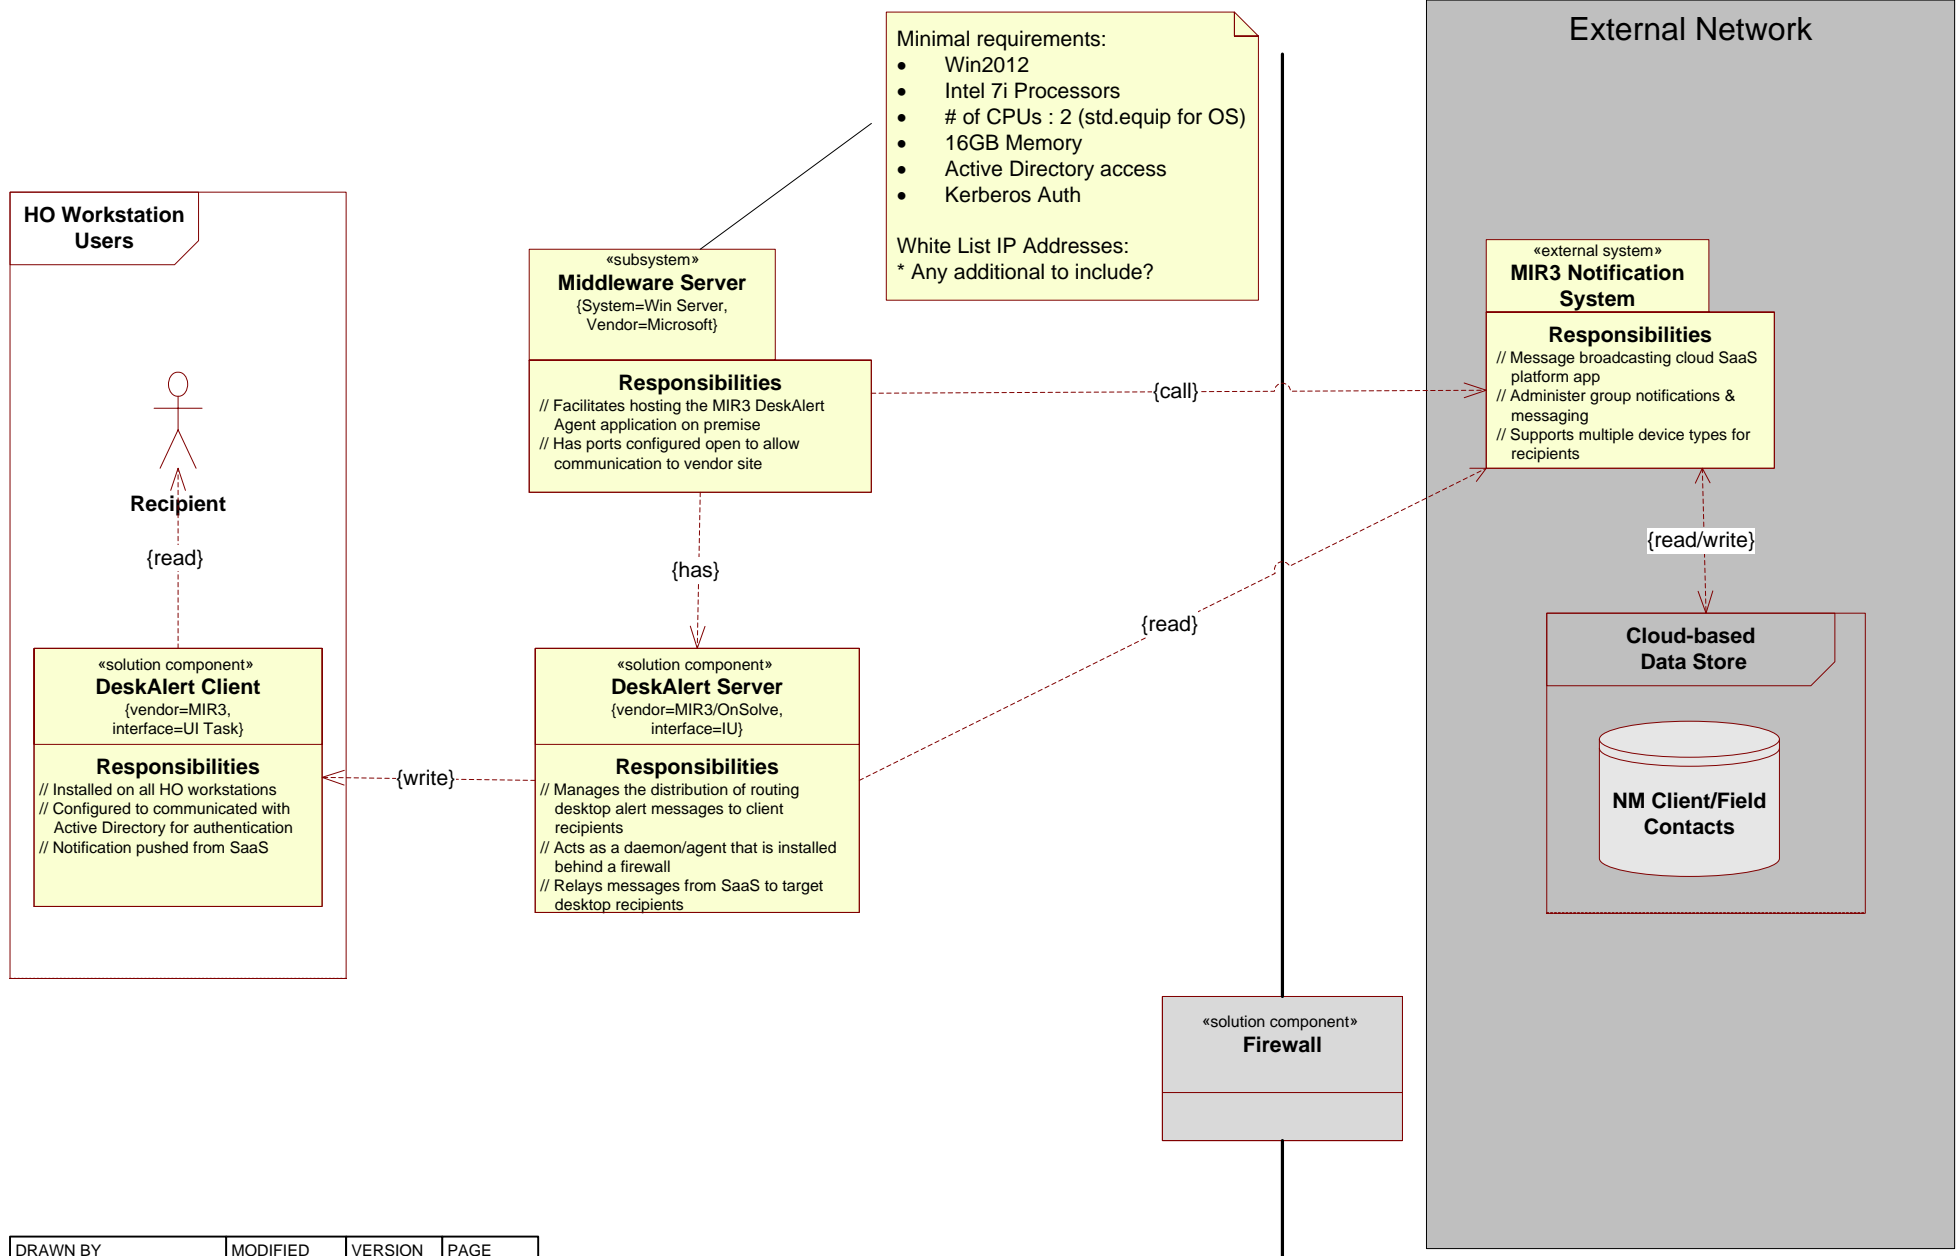 External Network
Minimal requirements:
• Win2012
• Intel 7i Processors
• # of CPUs : 2 (std.equip for OS)
• 16GB Memory
• Active Directory access
• Kerberos Auth
White List IP Addresses:
* Any additional to include?
HO Workstation
Users
Recipient
{read}
«solution component»
DeskAlert Client
{vendor=MIR3,
interface=UI Task}
Responsibilities
// Installed on all HO workstations
// Configured to communicated with
Active Directory for authentication
// Notification pushed from SaaS
«subsystem»
Middleware Server
{System=Win Server,
Vendor=Microsoft}
Responsibilities
// Facilitates hosting the MIR3 DeskAlert
Agent application on premise
// Has ports configured open to allow
communication to vendor site
{has}
{call}
{read}
{write}
«solution component»
DeskAlert Server
{vendor=MIR3/OnSolve,
interface=IU}
Responsibilities
// Manages the distribution of routing
desktop alert messages to client
recipients
// Acts as a daemon/agent that is installed
behind a firewall
// Relays messages from SaaS to target
desktop recipients
«external system»
MIR3 Notification
System
Responsibilities
// Message broadcasting cloud SaaS
platform app
// Administer group notifications &
messaging
// Supports multiple device types for
recipients
{read/write}
Cloud-based
Data Store
NM Client/Field
Contacts
«solution component»
Firewall
DRAWN BY MODIFIED VERSION PAGE